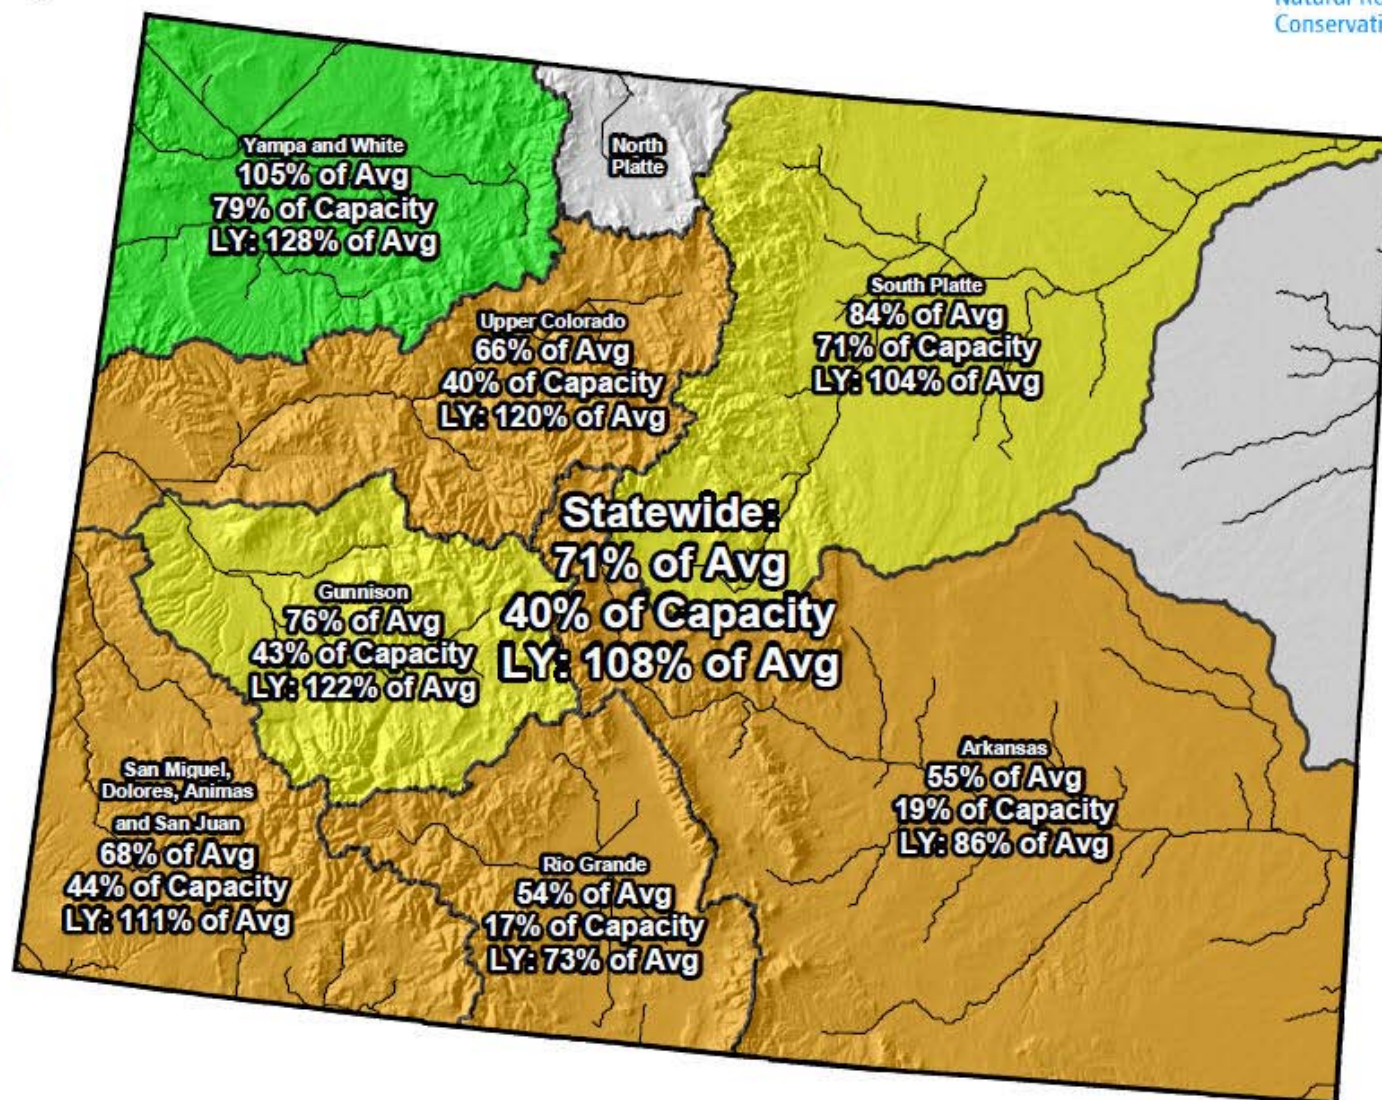 Conservati
Yampa and White
105% of Avg
79% of Capacity
LY: 128% of Avg
North
Platte
South Platte
84% of Avg
71% of Capacity
LY: 104% of Avg
Upper Colorado
66% of Avg
40% of Capacity
LY: 120% of Avg
Statewide:
71% of Avg
40% of Capacity
LY: 108% of Avg
Gunnison
76% of Avg
43% of Capacity
LY: 122% of Avg
San Miguel,
Dolores, Animas
and San Juan
68% of Avg
44% of Capacity
LY: 111% of Avg
Rio Grande
54% of Avg
17% of Capacity
LY: 73% of Avg
Arkansas
55% of Avg
19% of Capacity
LY: 86% of Avg